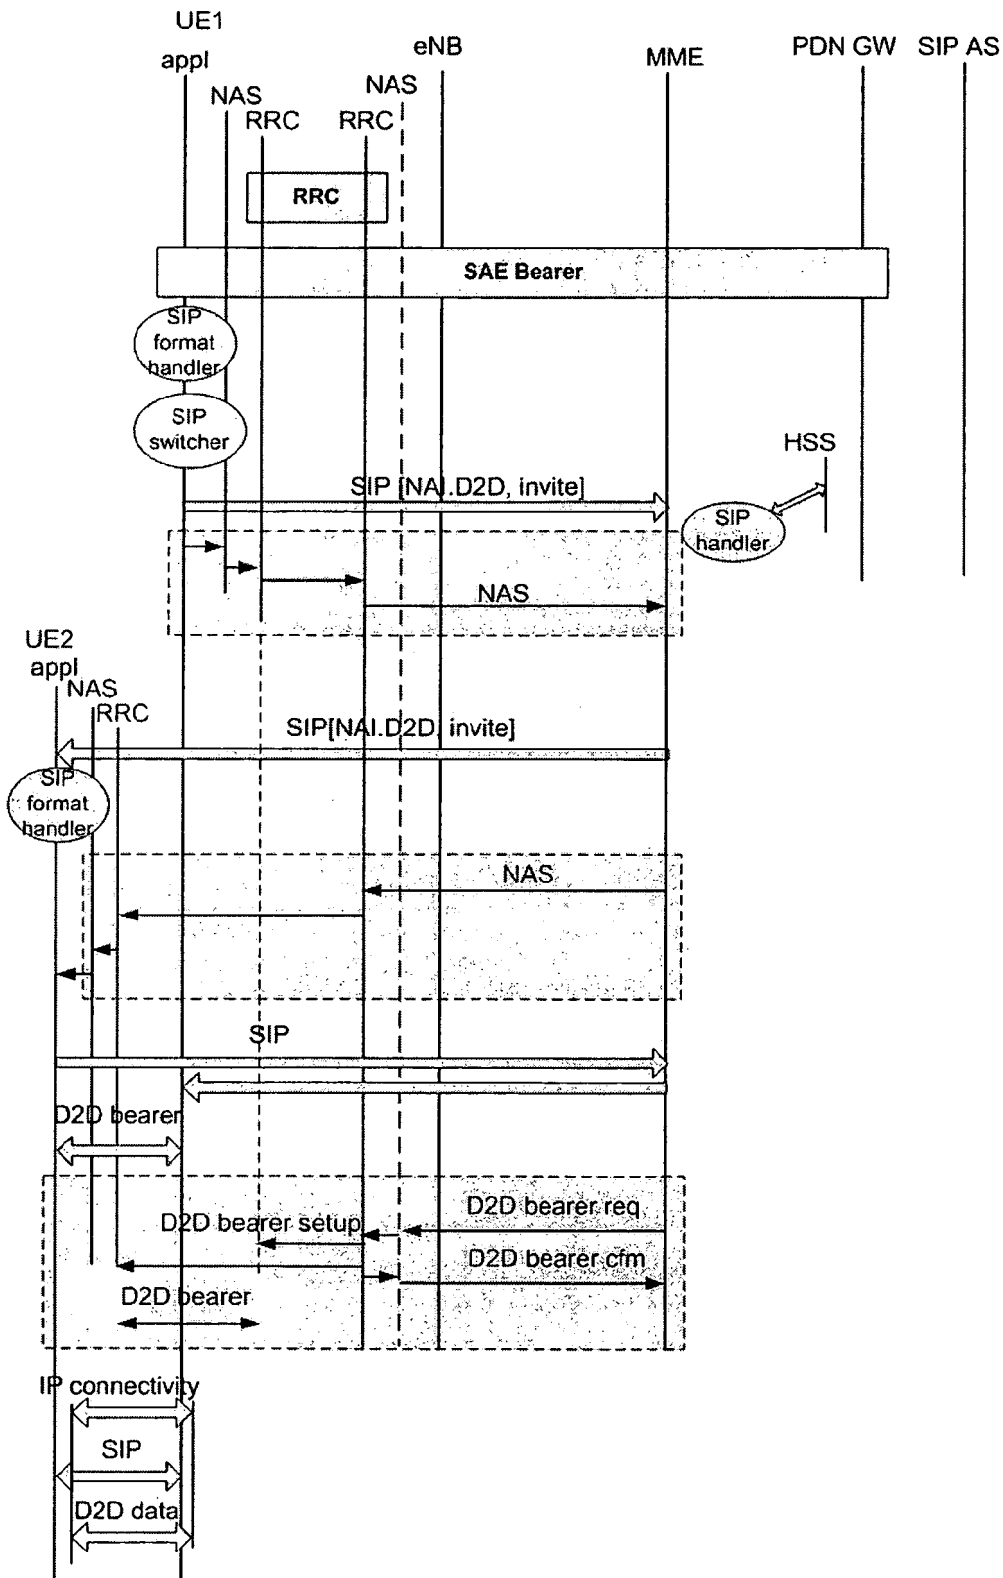 UE1
appl
eNB
MME
PDN GW
SIP AS
NAS
NAS
RRC
RRC
RRC
SAE Bearer
SIP
format
handler
SIP
switcher
HSS
SIP [NAI.D2D, invite]
SIP
handler
NAS
UE2
appl
NAS
RRC
SIP[NAI.D2D, invite]
SIP
format
handler
NAS
SIP
D2D bearer
D2D bearer req
D2D bearer setup
D2D bearer cfm
D2D bearer
IP connectivity
SIP
D2D data